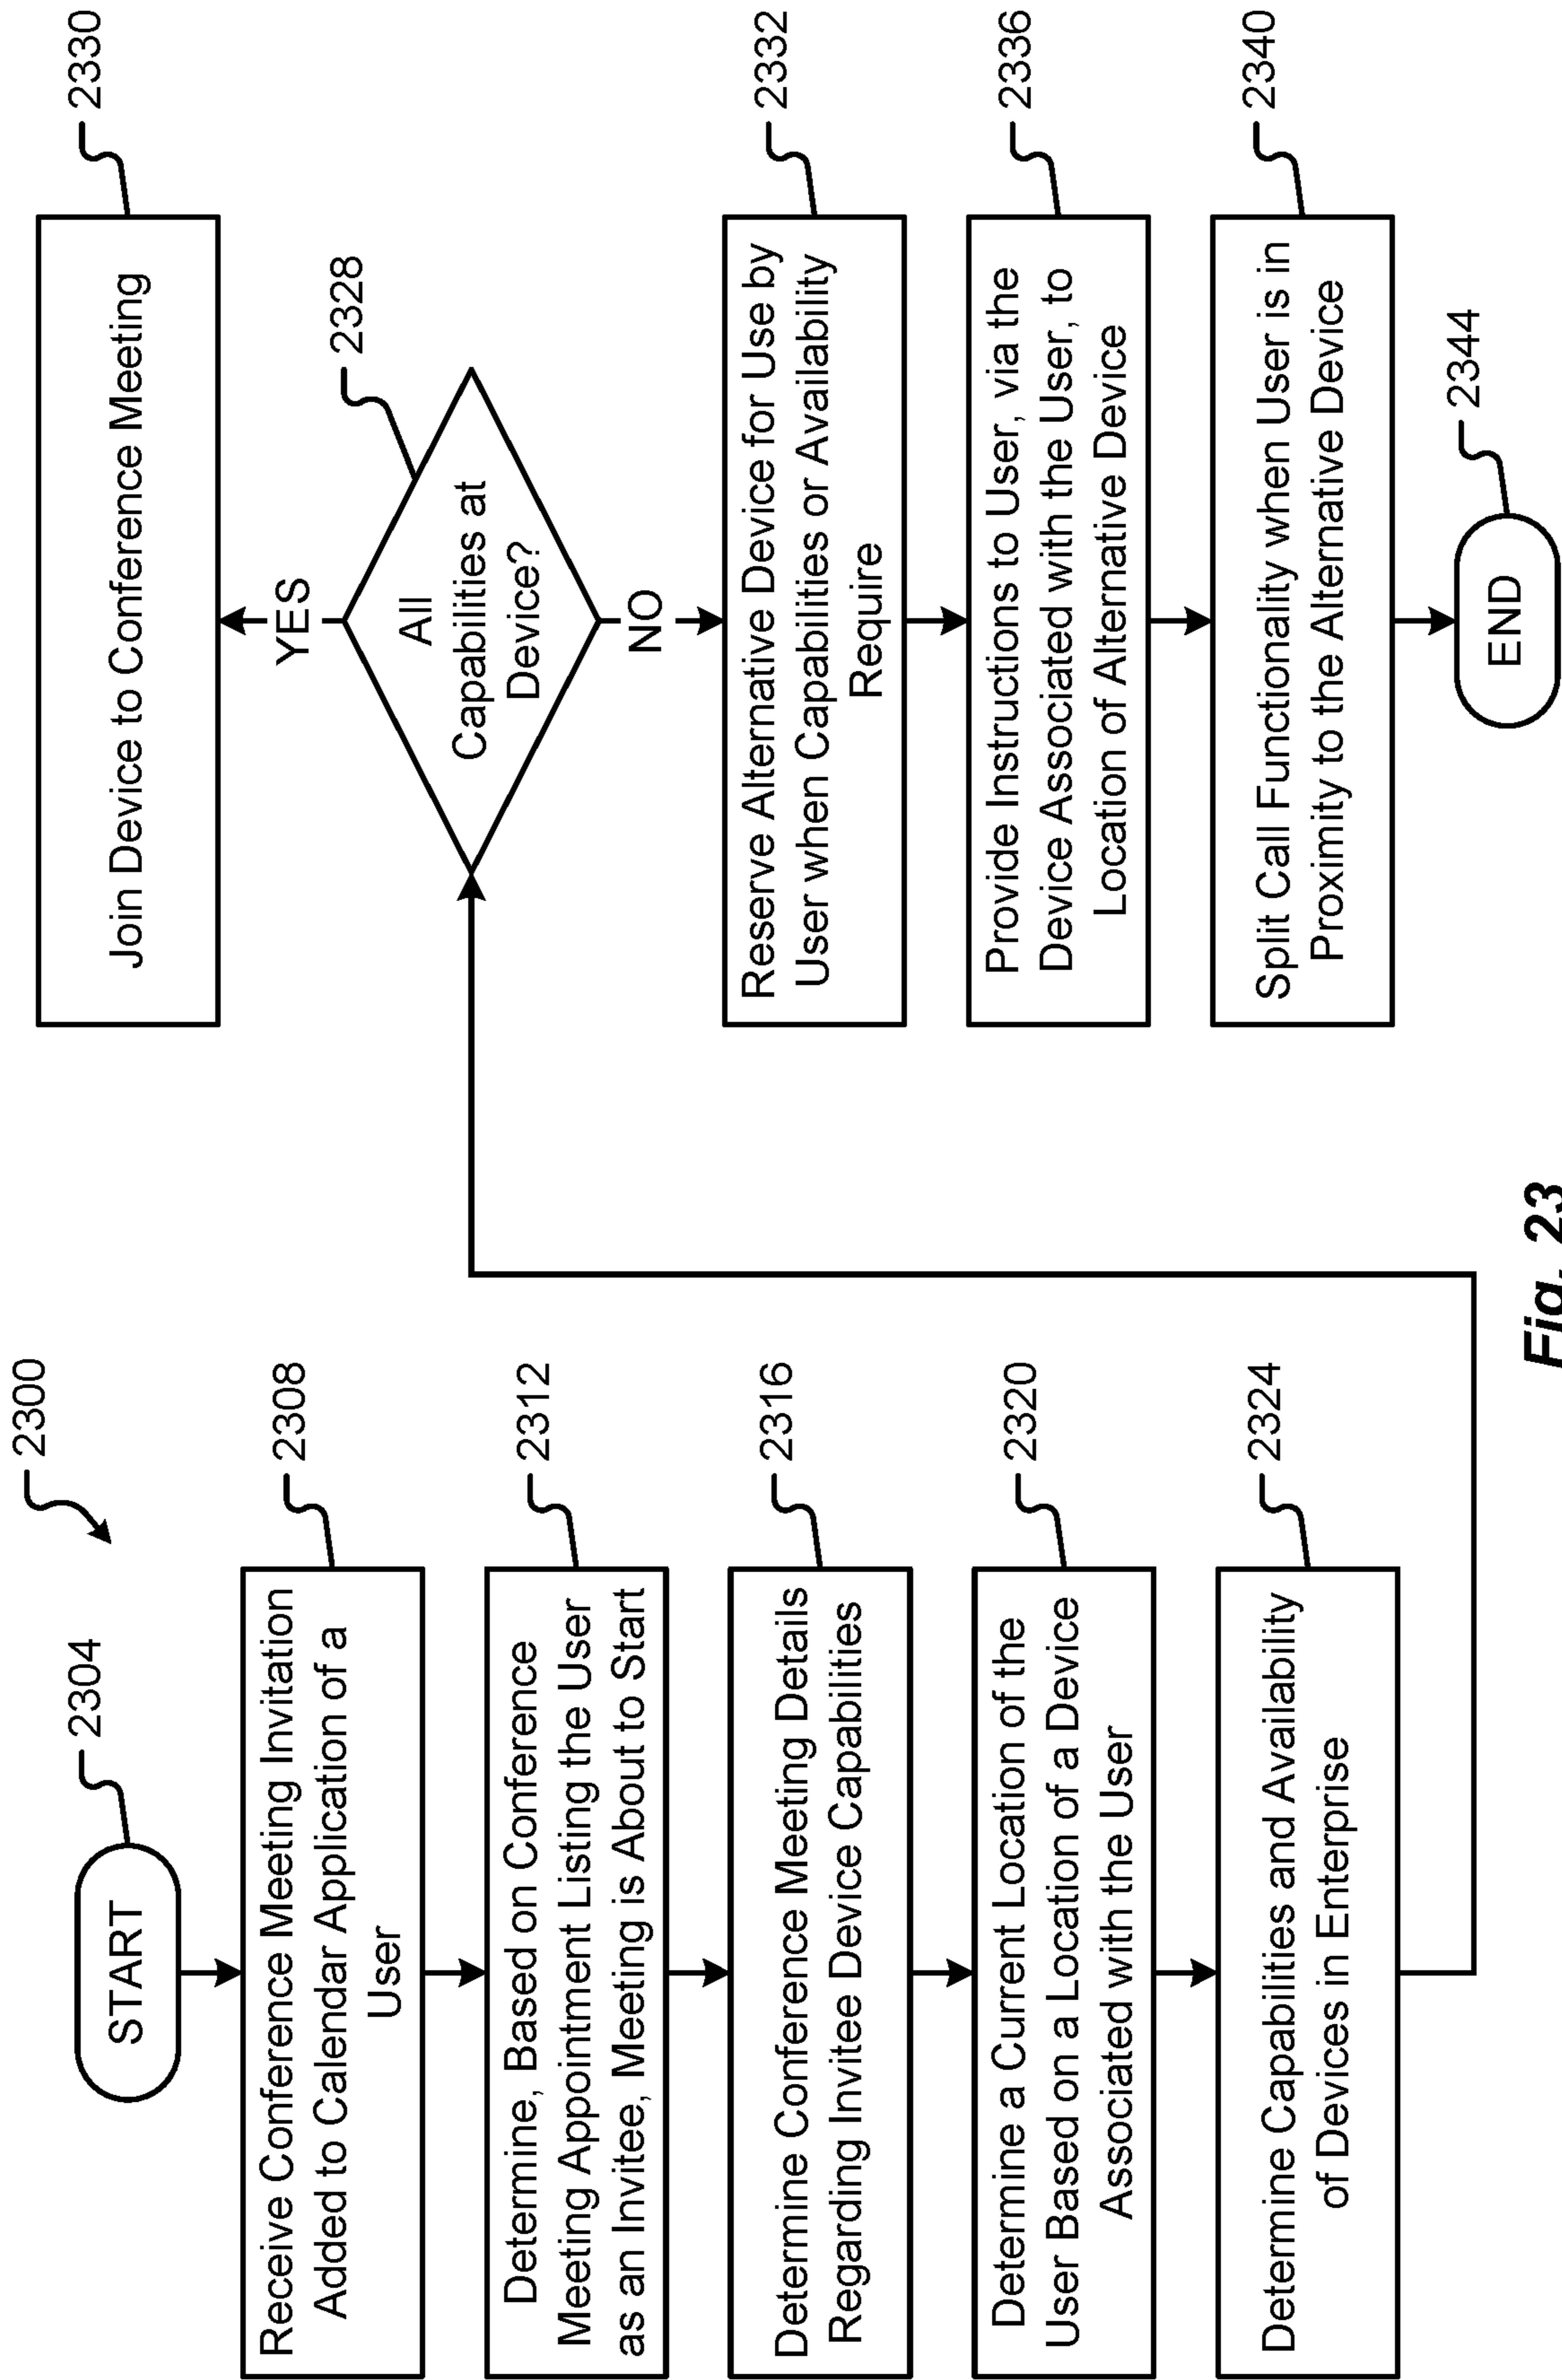 2300
START
2304
Receive Conference Meeting Invitation
Added to Calendar Application of a
User
2308
Determine, Based on Conference
Meeting Appointment Listing the User
as an Invitee, Meeting is About to Start
2312
Determine Conference Meeting Details
Regarding Invitee Device Capabilities
2316
Determine a Current Location of the
User Based on a Location of a Device
Associated with the User
2320
Determine Capabilities and Availability
of Devices in Enterprise
2324
Join Device to Conference Meeting
2330
YES
All
Capabilities at
Device?
2328
NO
Reserve Alternative Device for Use by
User when Capabilities or Availability
Require
2332
Provide Instructions to User, via the
Device Associated with the User, to
Location of Alternative Device
2336
Split Call Functionality when User is in
Proximity to the Alternative Device
2340
END
2344
Fig. 23